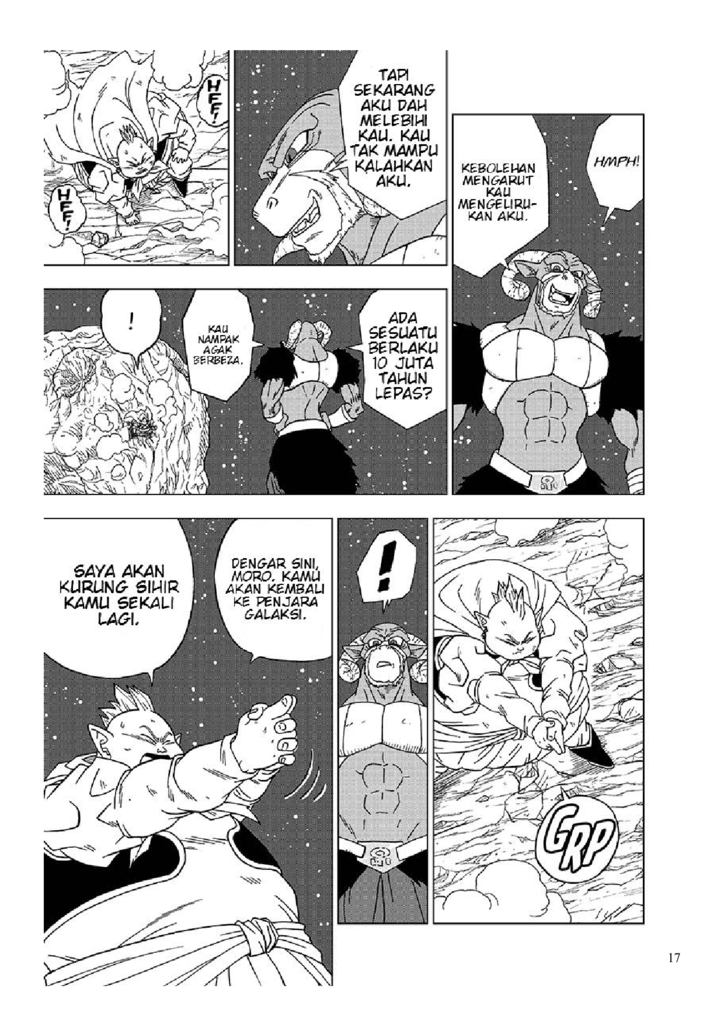 HMPH!
KEBOLEHAN
MENGARUT
KAU
MENGELIRU-
KAN AKU.
TAPI
SEKARANG
AKU DAH
MELEBIHI
KAU. KAU
TAK MAMPU
KALAHKAN
AKU.
HEF!
HEF!
ADA
SESUATU
BERLAKU
10 JUTA
TAHUN
LEPAS?
KAU
NAMPAK
AGAK
BERBEZA.
!
GRP
!
DENGAR SINI,
MORO. KAMU
AKAN KEMBALI
KE PENJARA
GALAKSI.
SAYA AKAN
KURUNG SIHIR
KAMU SEKALI
LAGI.
17